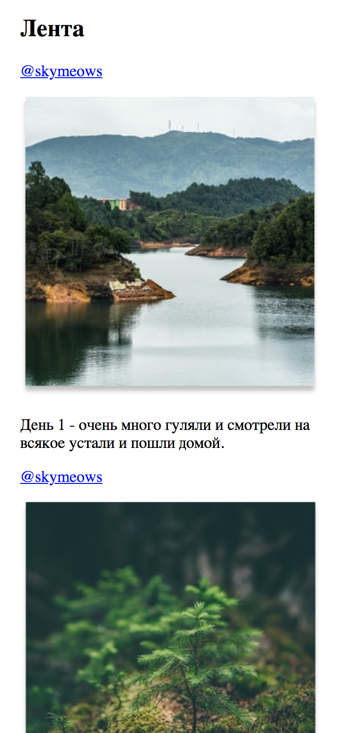 Лента
@skymeows
День 1 - очень много гуляли и смотрели на
всякое устали и пошли домой.
@skymeows